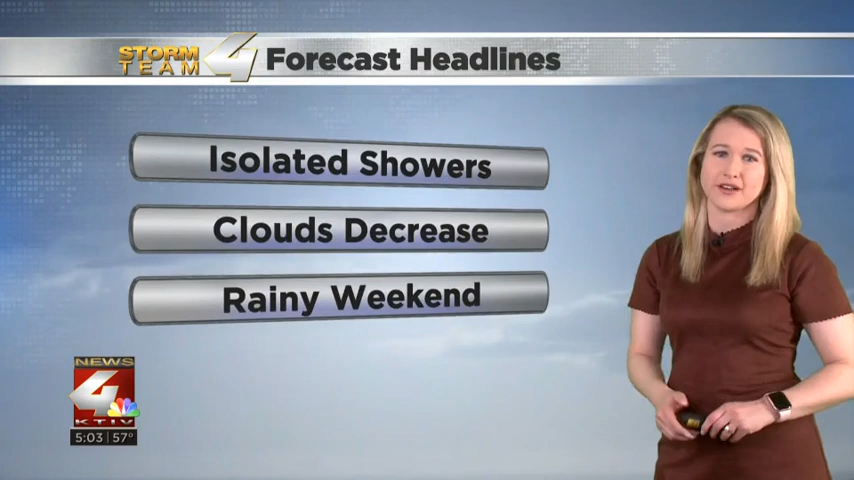 STORM
TEAM
4
Forecast Headlines
Isolated Showers
Clouds Decrease
Rainy Weekend
NEWS
4
KTIV
5:03 57°